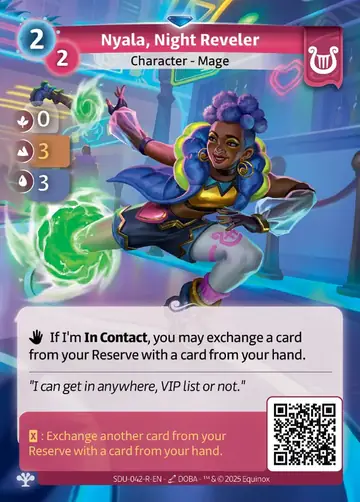 2
2
Nyala, Night Reveler
Character - Mage
0
3
3
If I'm In Contact, you may exchange a card
from your Reserve with a card from your hand.
"I can get in anywhere, VIP list or not."
X : Exchange another card from your
Reserve with a card from your hand.
SDU-042-R-EN - DOBA - ™ & © 2025 Equinox